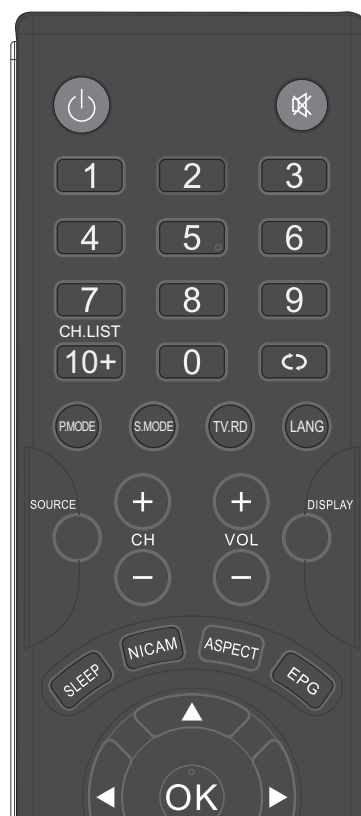 1 2 3
4 5 6
7 8 9
CH.LIST
10+ 0
P.MODE S.MODE TV.RD LANG
SOURCE + + DISPLAY
CH VOL
− −
SLEEP NICAM ASPECT EPG
OK